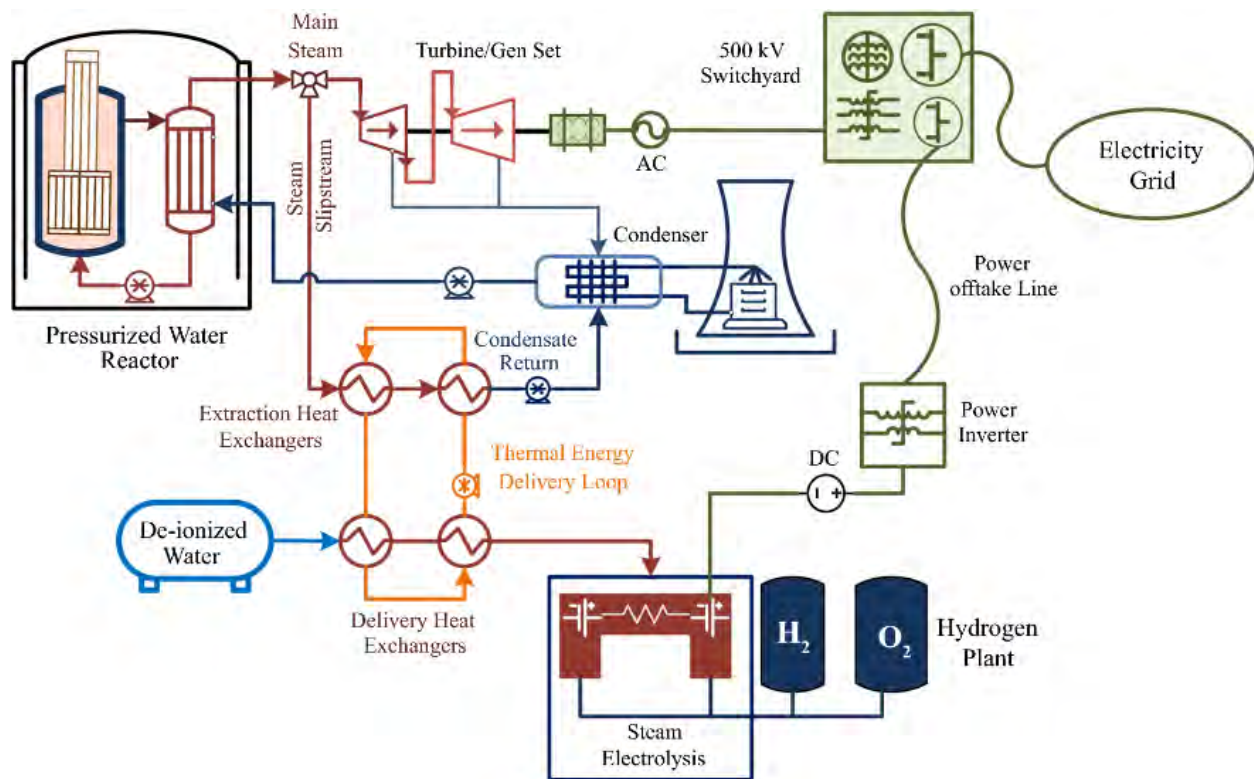 Main
Steam
Turbine/Gen Set
500 kV
Switchyard
AC
Electricity
Grid
Steam
Slipstream
Condenser
Power
offtake Line
Pressurized Water
Reactor
Condensate
Return
Extraction Heat
Exchangers
Power
Inverter
Thermal Energy
Delivery Loop
DC
De-ionized
Water
Delivery Heat
Exchangers
H2
O2
Hydrogen
Plant
Steam
Electrolysis